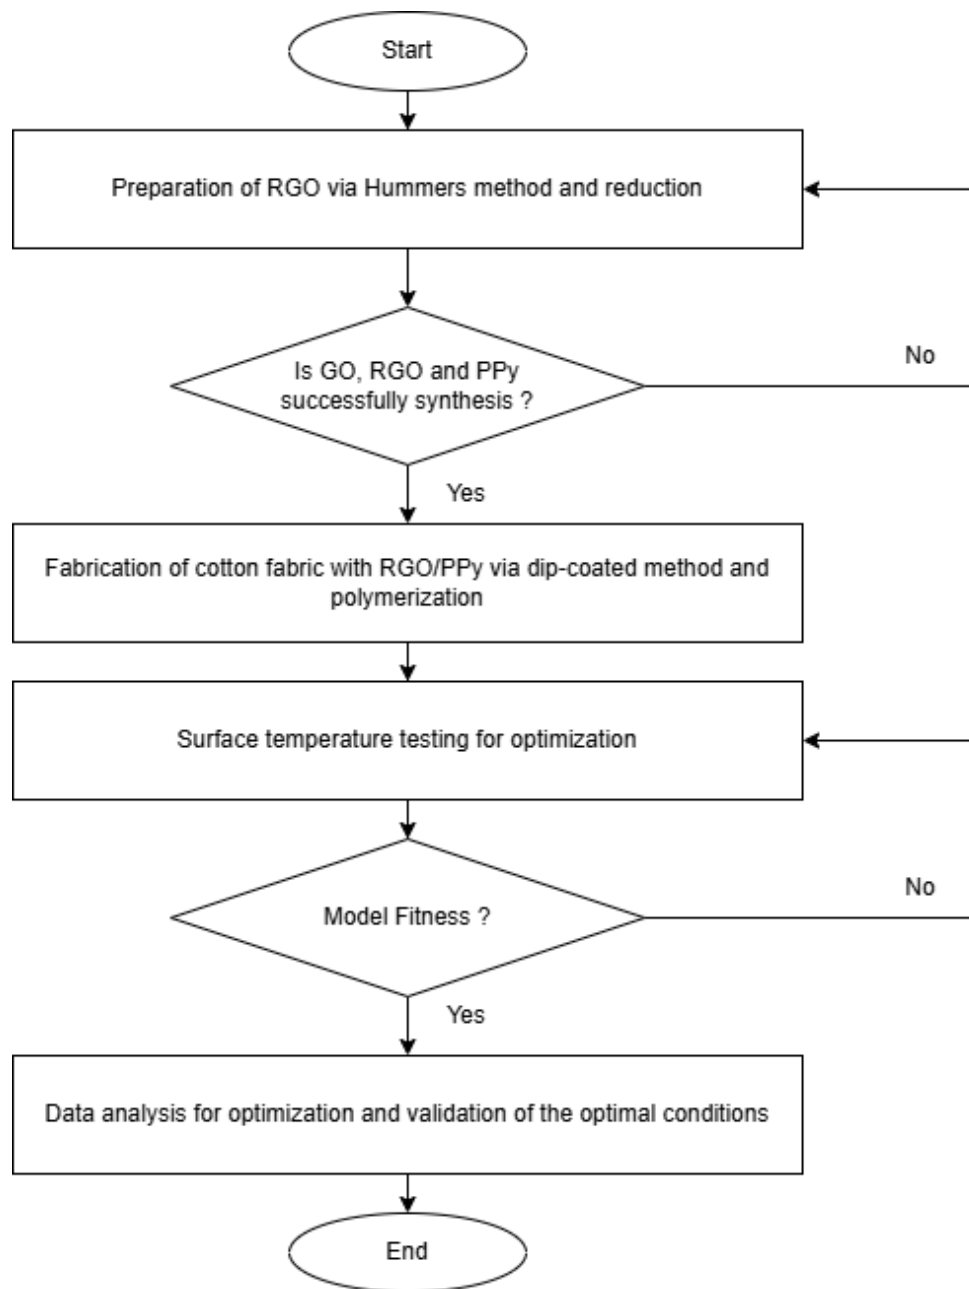 Start
Preparation of RGO via Hummers method and reduction
Is GO, RGO and PPy
successfully synthesis ?
No
Yes
Fabrication of cotton fabric with RGO/PPy via dip-coated method and
polymerization
Surface temperature testing for optimization
Model Fitness ?
No
Yes
Data analysis for optimization and validation of the optimal conditions
End